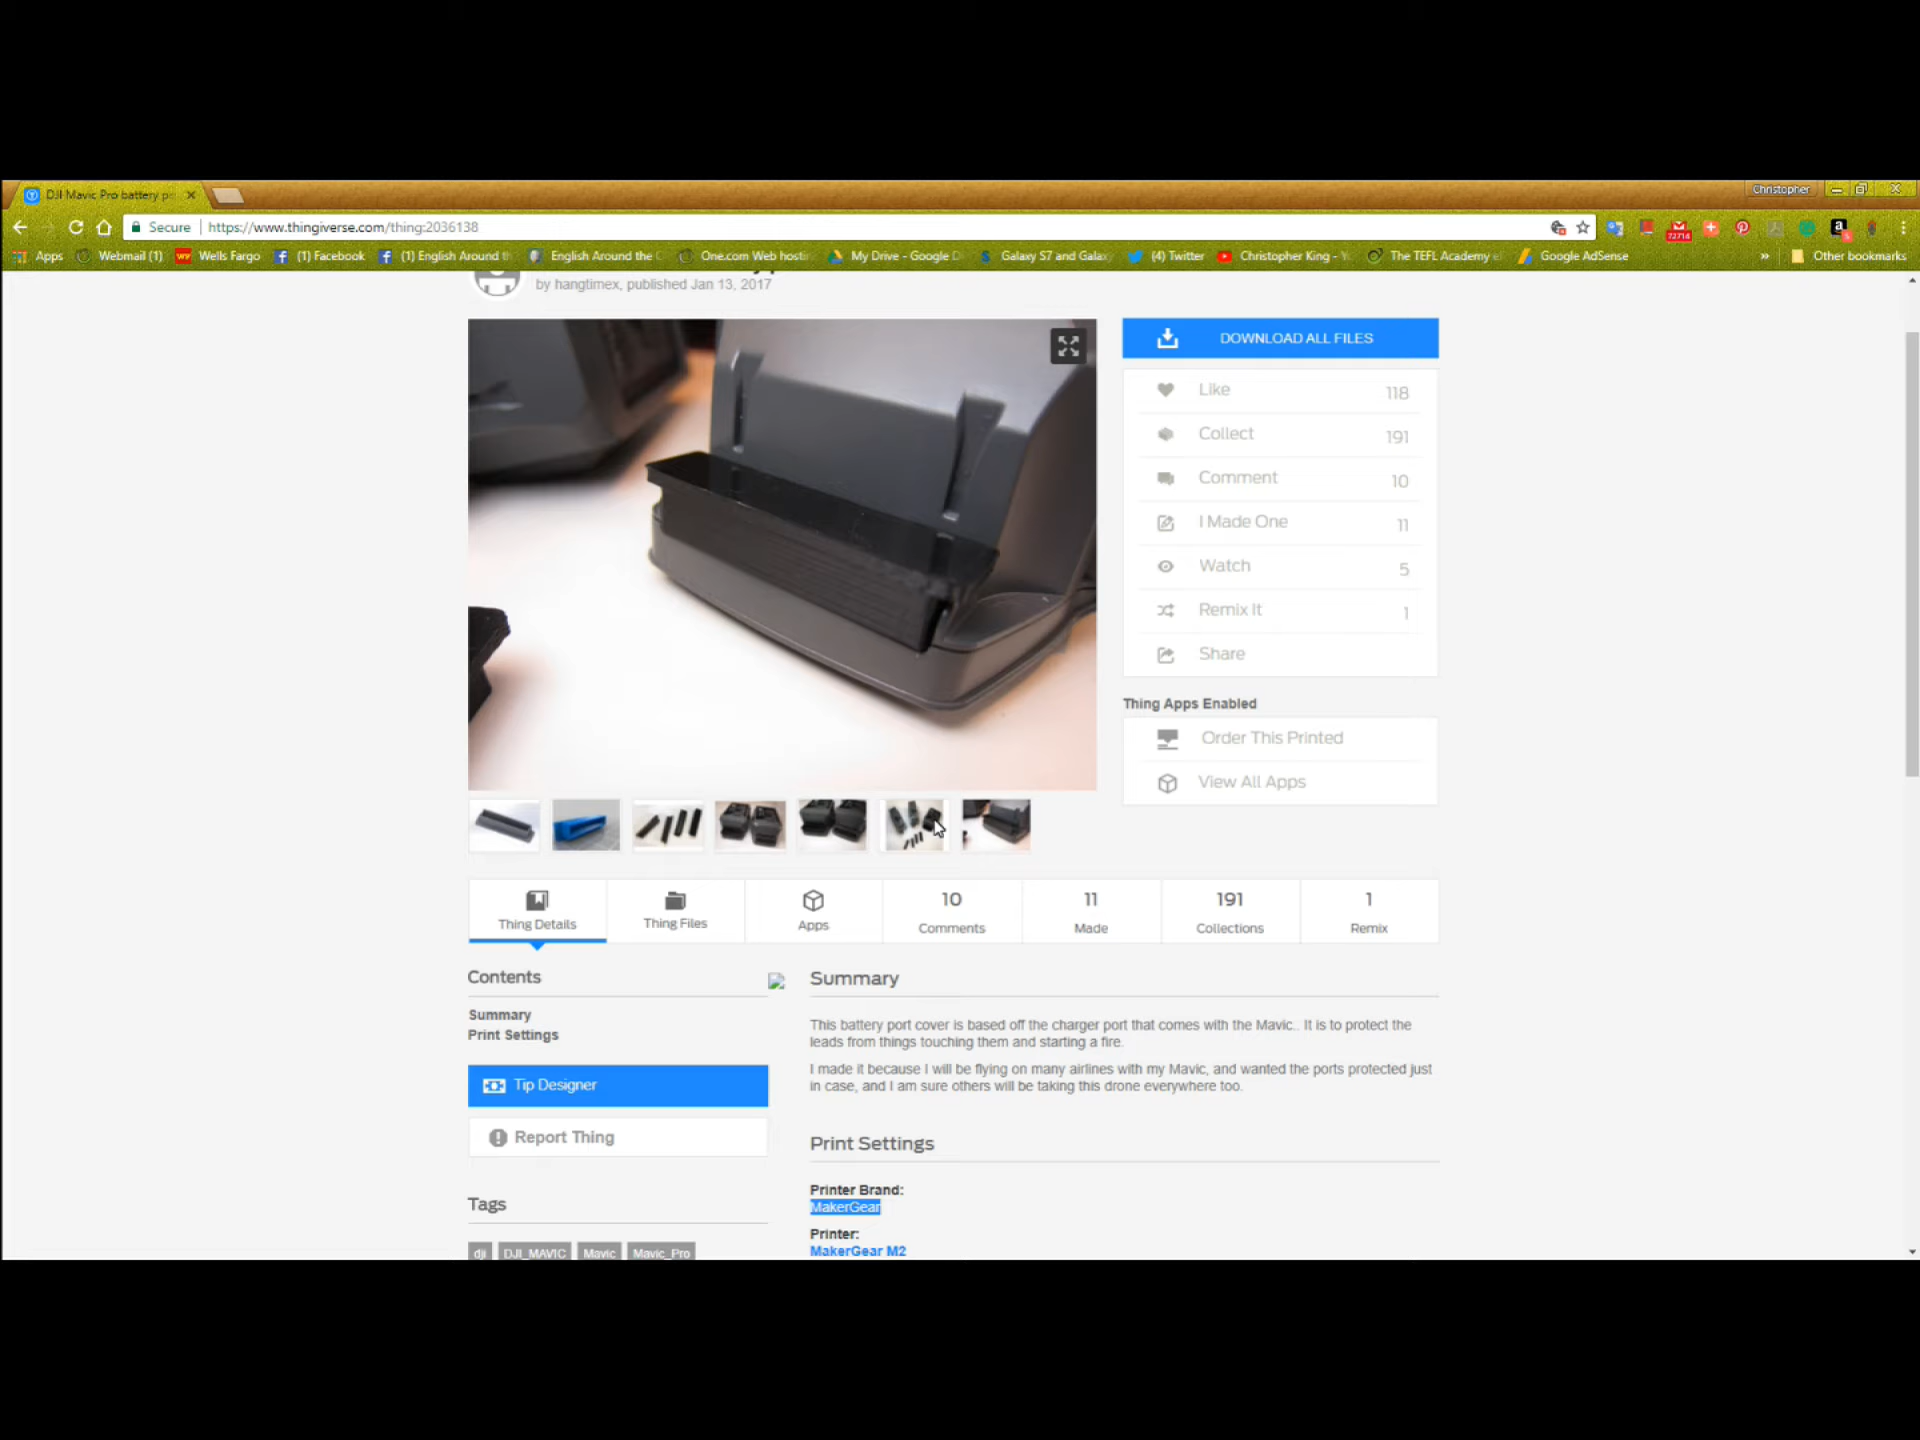 DJI Mavic Pro battery p
Christopher
Secure https://www.thingiverse.com/thing:2036138
72714
Apps Webmail (1) Wells Fargo (1) Facebook (1) English Around th English Around the One.com Web hostin My Drive - Google D Galaxy S7 and Galax (4) Twitter Christopher King - The TEFL Academy Google AdSense » Other bookmarks
by hangtimex, published Jan 13, 2017
DOWNLOAD ALL FILES
Like 118
Collect 191
Comment 10
I Made One 11
Watch 5
Remix It 1
Share
Thing Apps Enabled
Order This Printed
View All Apps
Thing Details
Thing Files
Apps
10 Comments
11 Made
191 Collections
1 Remix
Contents
Summary
Print Settings
Tip Designer
Report Thing
Tags
dji DJI_MAVIC Mavic Mavic_Pro
Summary
This battery port cover is based off the charger port that comes with the Mavic.. It is to protect the
leads from things touching them and starting a fire.
I made it because I will be flying on many airlines with my Mavic, and wanted the ports protected just
in case, and I am sure others will be taking this drone everywhere too.
Print Settings
Printer Brand:
MakerGear
Printer:
MakerGear M2